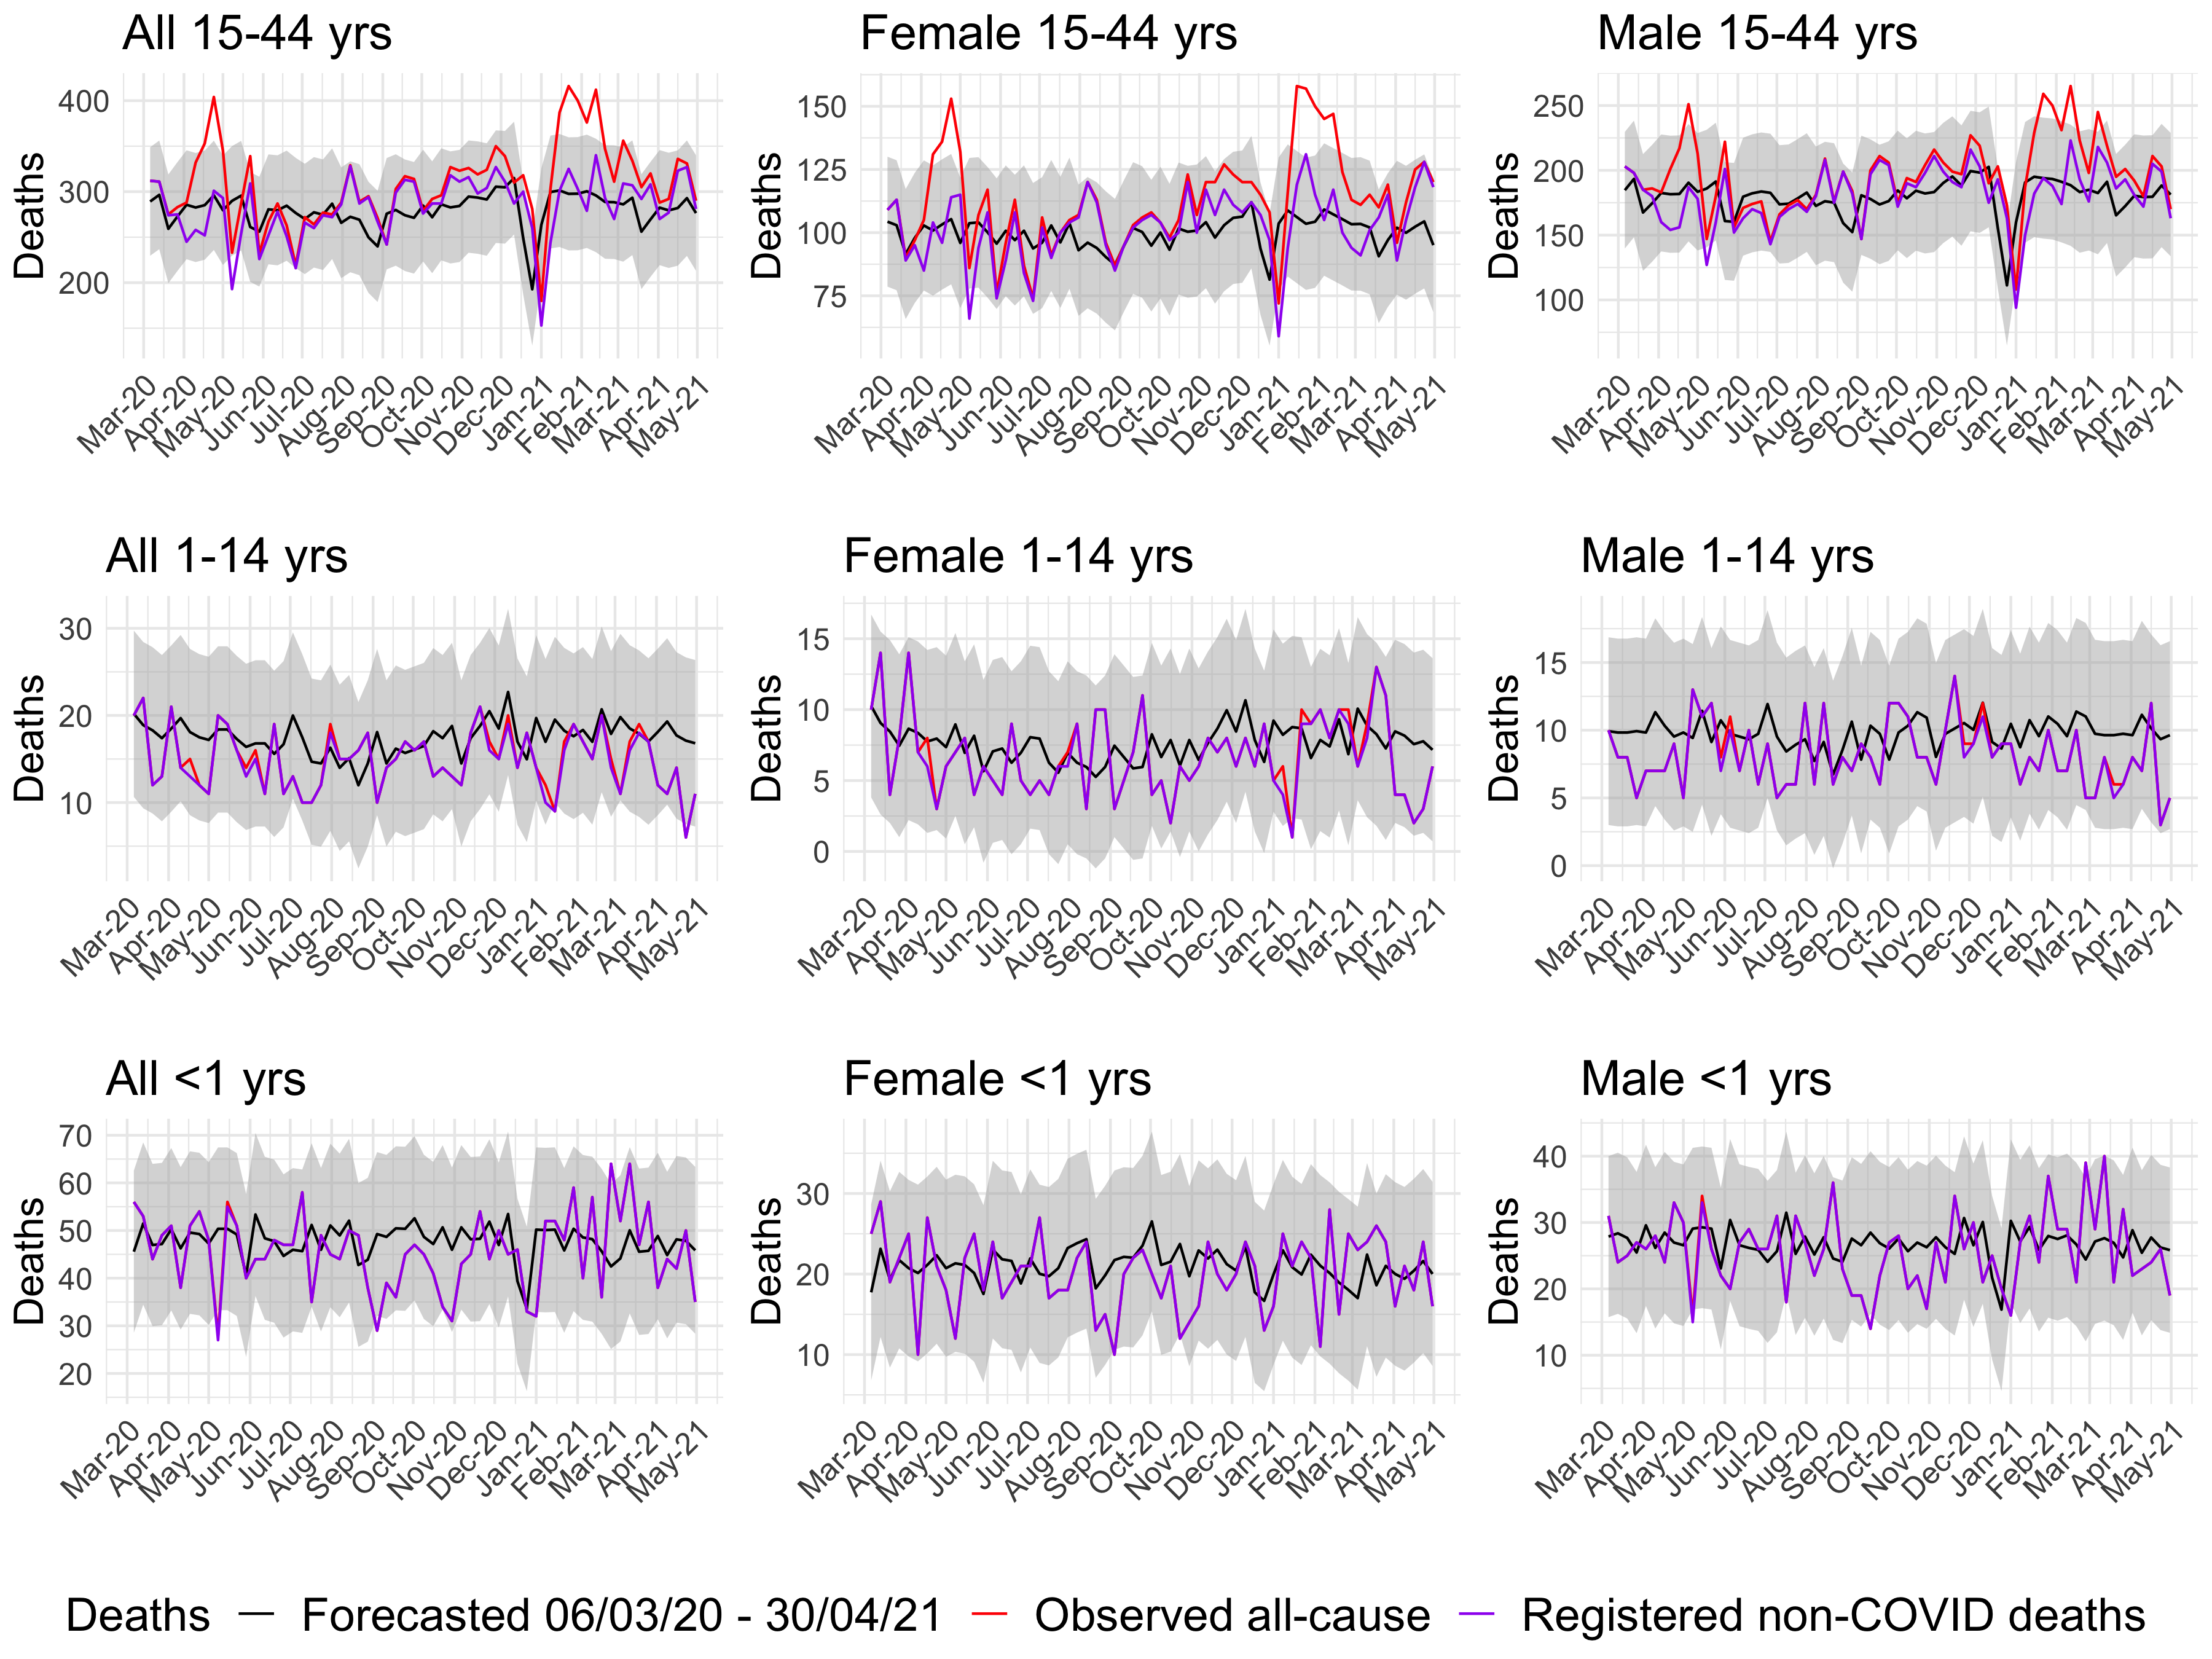 All 15-44 yrs
Female 15-44 yrs
Male 15-44 yrs
Deaths
400
300
200
Mar-20 Apr-20 May-20 Jun-20 Jul-20 Aug-20 Sep-20 Oct-20 Nov-20 Dec-20 Jan-21 Feb-21 Mar-21 Apr-21 May-21
Deaths
150
125
100
75
Mar-20 Apr-20 May-20 Jun-20 Jul-20 Aug-20 Sep-20 Oct-20 Nov-20 Dec-20 Jan-21 Feb-21 Mar-21 Apr-21 May-21
Deaths
250
200
150
100
Mar-20 Apr-20 May-20 Jun-20 Jul-20 Aug-20 Sep-20 Oct-20 Nov-20 Dec-20 Jan-21 Feb-21 Mar-21 Apr-21 May-21
All 1-14 yrs
Female 1-14 yrs
Male 1-14 yrs
Deaths
30
20
10
Mar-20 Apr-20 May-20 Jun-20 Jul-20 Aug-20 Sep-20 Oct-20 Nov-20 Dec-20 Jan-21 Feb-21 Mar-21 Apr-21 May-21
Deaths
15
10
5
0
Mar-20 Apr-20 May-20 Jun-20 Jul-20 Aug-20 Sep-20 Oct-20 Nov-20 Dec-20 Jan-21 Feb-21 Mar-21 Apr-21 May-21
Deaths
15
10
5
0
Mar-20 Apr-20 May-20 Jun-20 Jul-20 Aug-20 Sep-20 Oct-20 Nov-20 Dec-20 Jan-21 Feb-21 Mar-21 Apr-21 May-21
All <1 yrs
Female <1 yrs
Male <1 yrs
Deaths
70
60
50
40
30
20
Mar-20 Apr-20 May-20 Jun-20 Jul-20 Aug-20 Sep-20 Oct-20 Nov-20 Dec-20 Jan-21 Feb-21 Mar-21 Apr-21 May-21
Deaths
30
20
10
Mar-20 Apr-20 May-20 Jun-20 Jul-20 Aug-20 Sep-20 Oct-20 Nov-20 Dec-20 Jan-21 Feb-21 Mar-21 Apr-21 May-21
Deaths
40
30
20
10
Mar-20 Apr-20 May-20 Jun-20 Jul-20 Aug-20 Sep-20 Oct-20 Nov-20 Dec-20 Jan-21 Feb-21 Mar-21 Apr-21 May-21
Deaths Forecasted 06/03/20 - 30/04/21 Observed all-cause Registered non-COVID deaths